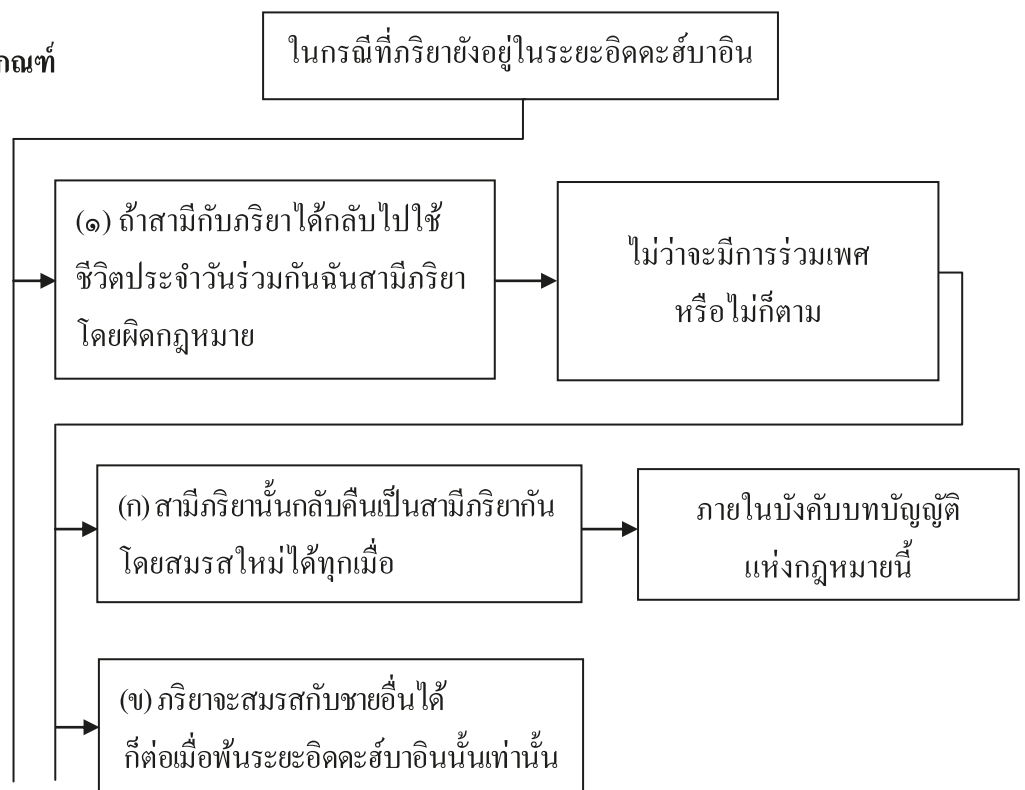 ในกรณีที่ภริยายังอยู่ในระยะอิดดะฮ์บาอิน
กณฑ์
(๑) ถ้าสามีกับภริยาได้กลับไปใช้
ชีวิตประจำวันร่วมกันฉันสามีภริยา
โดยผิดกฎหมาย
ไม่ว่าจะมีการร่วมเพศ
หรือไม่ก็ตาม
(ก) สามีภริยานั้นกลับคืนเป็นสามีภริยากัน
โดยสมรสใหม่ได้ทุกเมื่อ
ภายในบังคับบทบัญญัติ
แห่งกฎหมายนี้
(ข) ภริยาจะสมรสกับชายอื่นได้
ก็ต่อเมื่อพ้นระยะอิดดะฮ์บาอินนั้นเท่านั้น